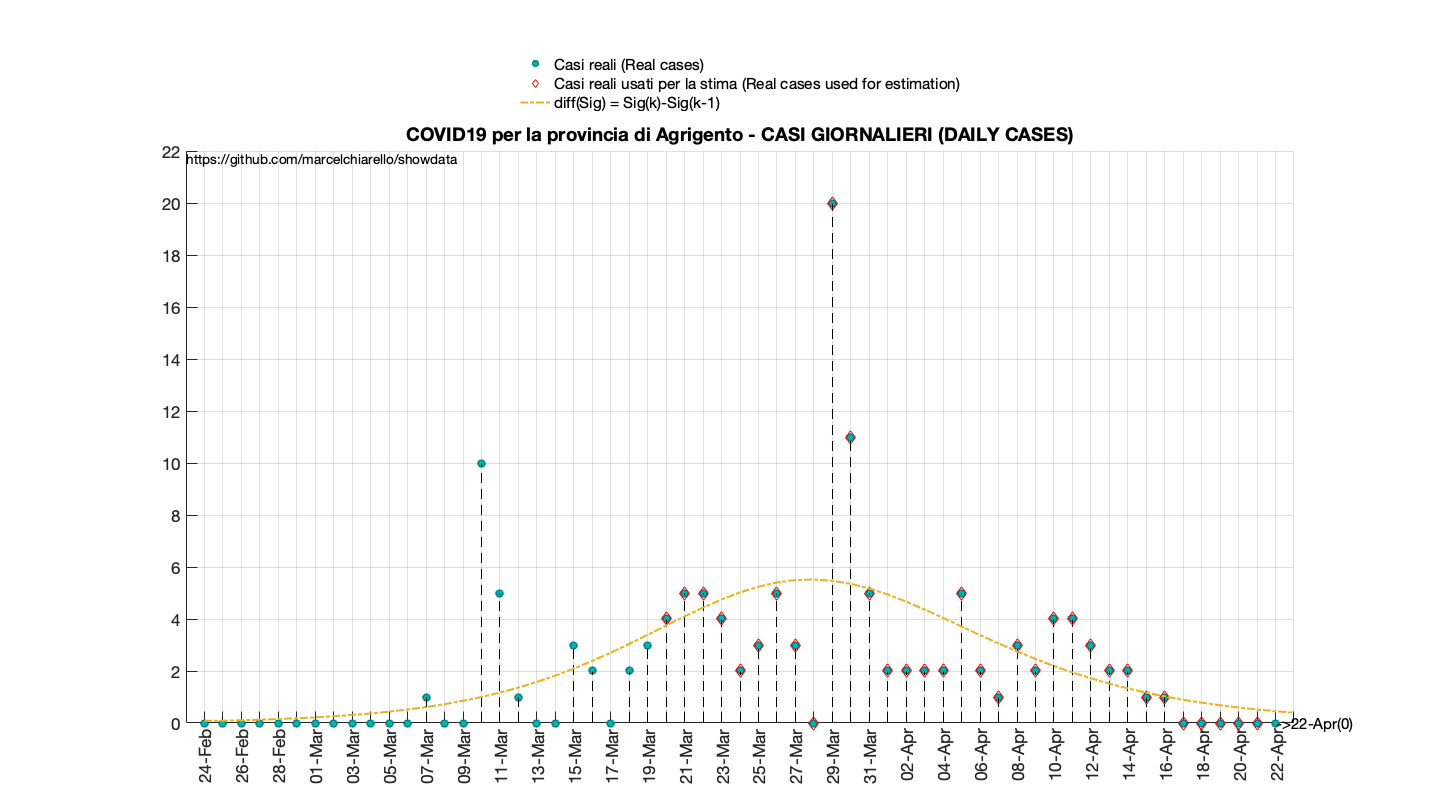 Casi reali (Real cases)
Casi reali usati per la stima (Real cases used for estimation)
diff(Sig) = Sig(k)-Sig(k-1)
COVID19 per la provincia di Agrigento - CASI GIORNALIERI (DAILY CASES)
https://github.com/marcelchiarello/showdata
22
20
18
16
14
12
10
8
6
4
2
0
->22-Apr(0)
24-Feb
26-Feb
28-Feb
01-Mar
03-Mar
05-Mar
07-Mar
09-Mar
11-Mar
13-Mar
15-Mar
17-Mar
19-Mar
21-Mar
23-Mar
25-Mar
27-Mar
29-Mar
31-Mar
02-Apr
04-Apr
06-Apr
08-Apr
10-Apr
12-Apr
14-Apr
16-Apr
18-Apr
20-Apr
22-Apr